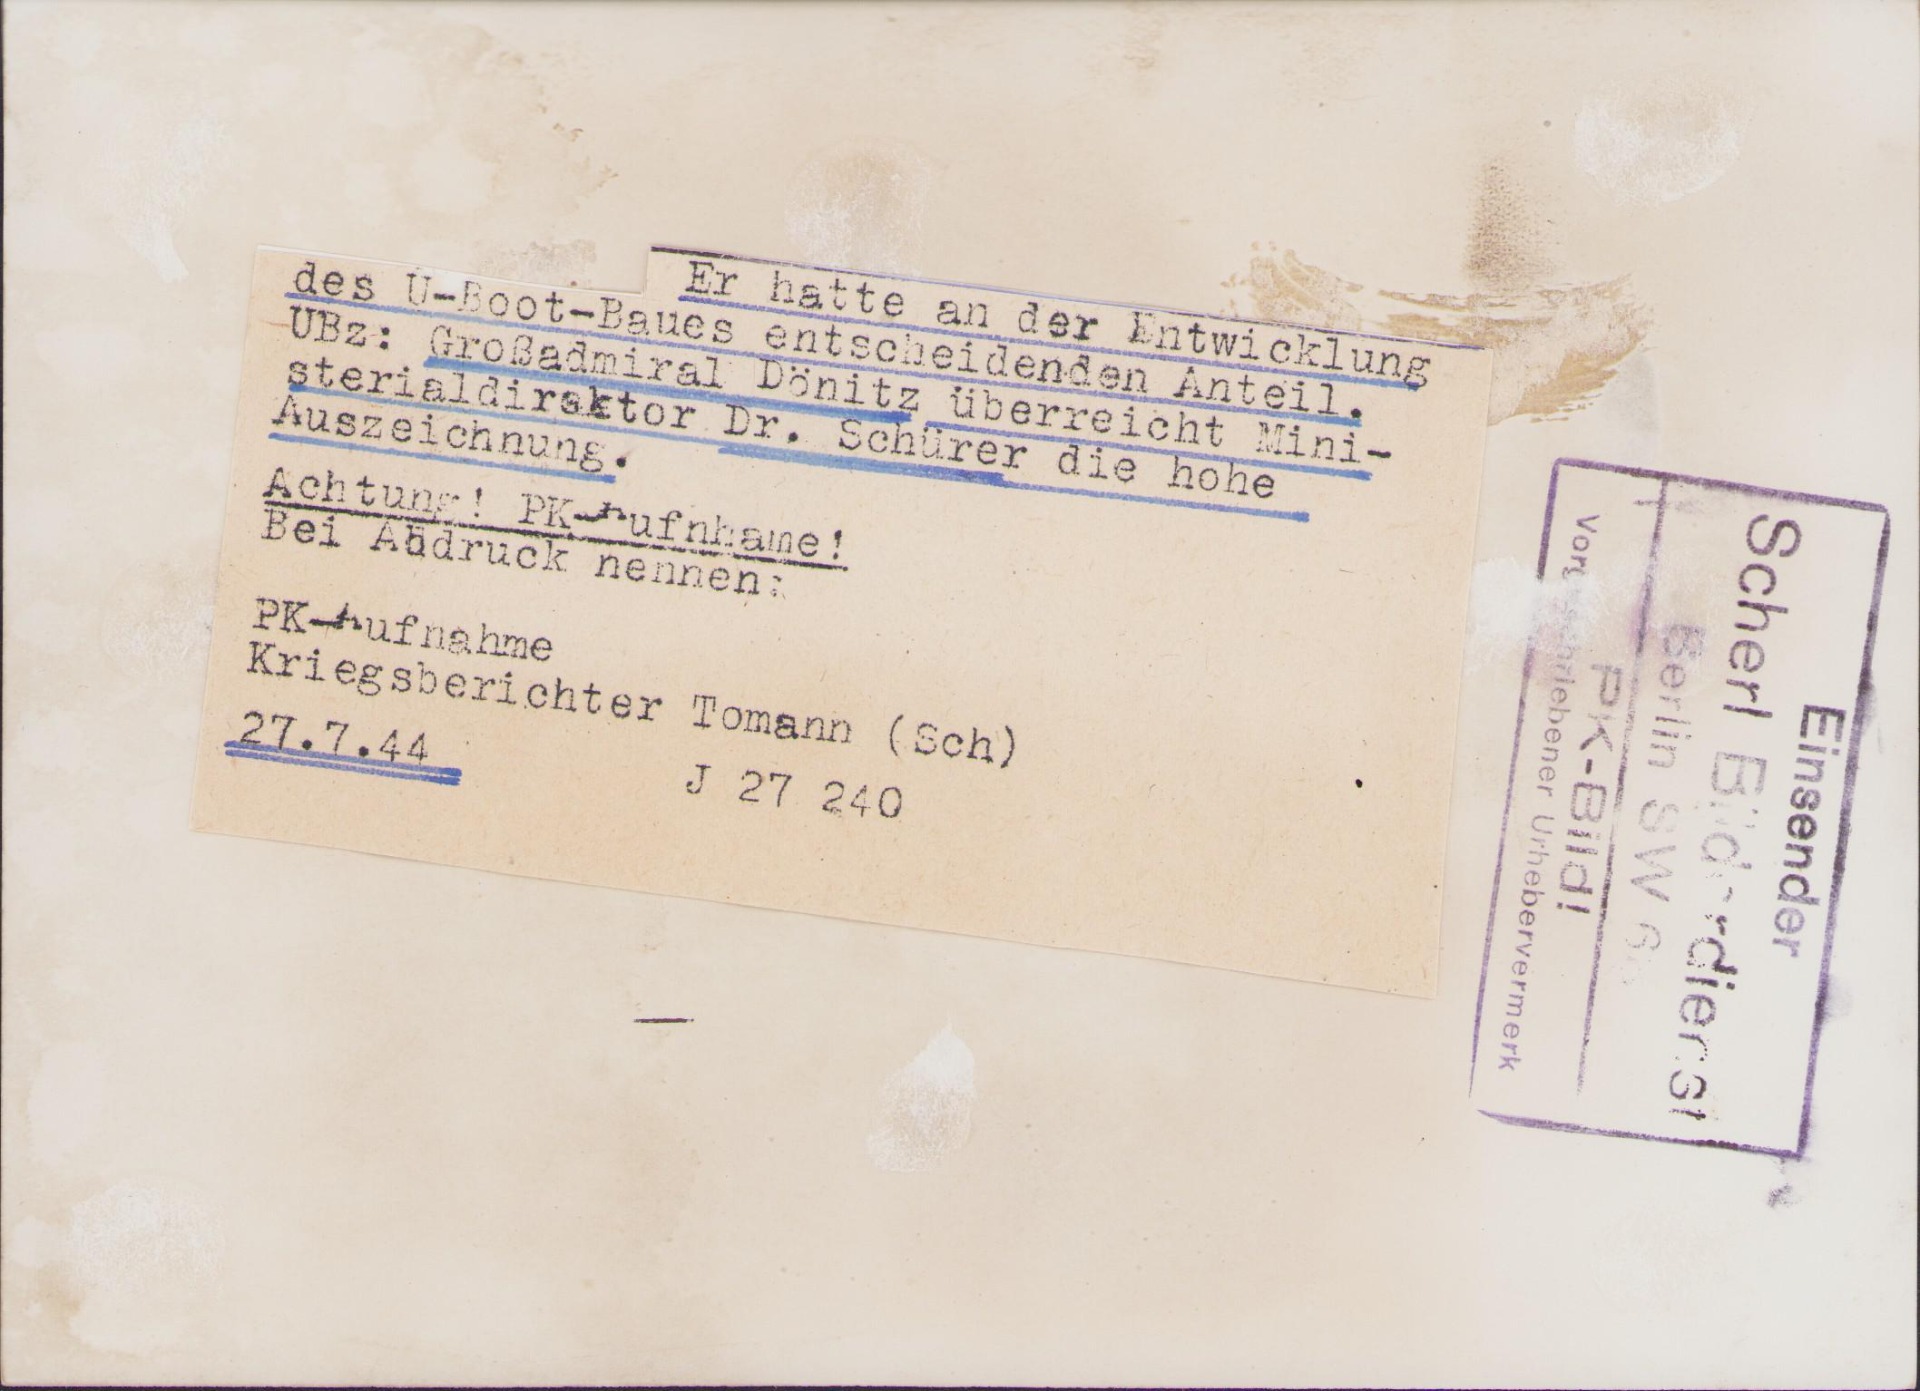 Er hatte an der Entwicklung
des U-Boot-Baues entscheidenden Anteil.
UBz: Großadmiral Dönitz überreicht Mini-
sterialdirektor Dr. Schürer die hohe
Auszeichnung.
Achtung! PK-Aufnhame!
Bei Abdruck nennen:
PK-Aufnahme
Kriegsberichter Tomann (Sch)
27.7.44
J 27 240
Einsender
Scherl Bilderdienst
Berlin SW
PK-Bild!
Vorgeschriebener Urhebervermerk